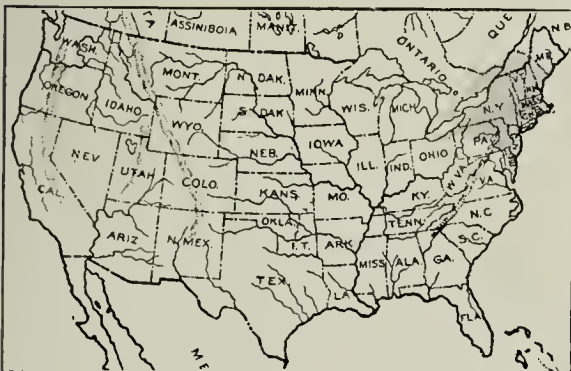 ASSINIBOIA MANIT.
ONTARIO
QUE
N B
WASH.
MONT.
N. DAK.
MINN.
ME.
OREGON
IDAHO
WYO.
S. DAK.
WIS.
MICH.
N.Y.
VT.
NEV
UTAH
COLO.
NEB.
IOWA
ILL.
IND.
OHIO
PA.
CAL.
KANS.
MO.
KY.
W.VA.
VA.
ARIZ
N. MEX.
OKLA.
I.T.
ARK.
TENN.
N.C
S.C.
TEX.
LA.
MISS
ALA.
GA.
FLA
M E